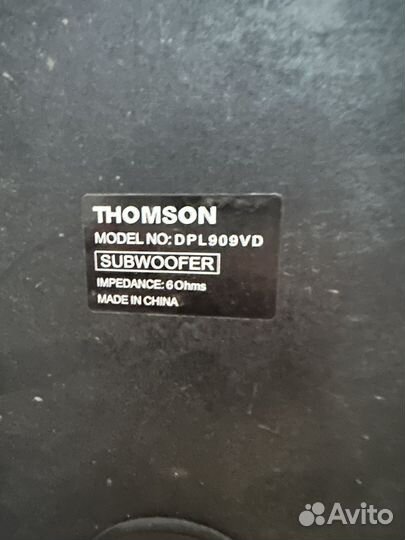 THOMSON
MODEL NO: DPL909VD
SUBWOOFER
IMPEDANCE: 6 Ohms
MADE IN CHINA
Avito